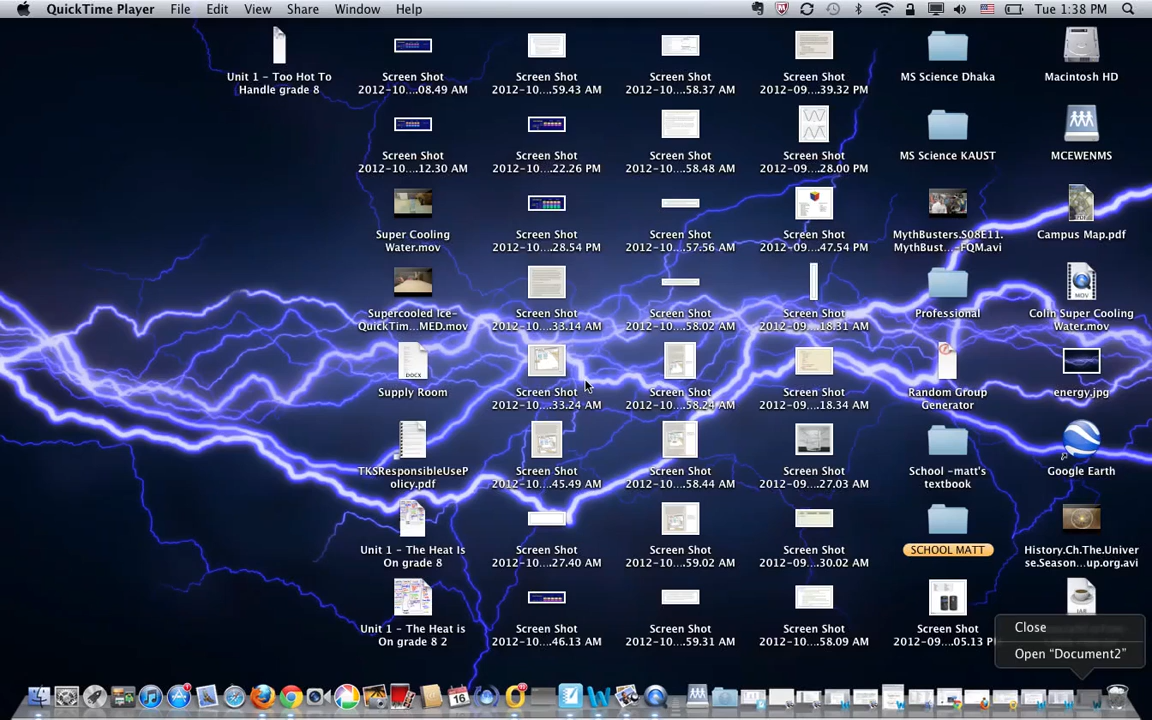 QuickTime Player File Edit View Share Window Help Tue 1:38 PM
Unit 1 - Too Hot To
Handle grade 8
Screen Shot
2012-10....08.49 AM
Screen Shot
2012-10...59.43 AM
Screen Shot
2012-10...58.37 AM
Screen Shot
2012-09...39.32 PM
MS Science Dhaka
Macintosh HD
Screen Shot
2012-10...12.30 AM
Screen Shot
2012-10...22.26 PM
Screen Shot
2012-10...58.48 AM
Screen Shot
2012-09...28.00 PM
MS Science KAUST
MCEWENMS
Super Cooling
Water.mov
Screen Shot
2012-10...28.54 PM
Screen Shot
2012-10...57.56 AM
Screen Shot
2012-09...47.54 PM
MythBusters.S08E11.
MythBust...-FQM.avi
Campus Map.pdf
Supercooled Ice-
QuickTim...MED.mov
Screen Shot
2012-10...33.14 AM
Screen Shot
2012-10...58.02 AM
Screen Shot
2012-09...18.31 AM
Professional
Colin Super Cooling
Water.mov
Supply Room
Screen Shot
2012-10...33.24 AM
Screen Shot
2012-10...58.24 AM
Screen Shot
2012-09...18.34 AM
Random Group
Generator
energy.jpg
TKSResponsibleUseP
olicy.pdf
Screen Shot
2012-10...45.49 AM
Screen Shot
2012-10...58.44 AM
Screen Shot
2012-09...27.03 AM
School -matt's
textbook
Google Earth
Unit 1 - The Heat Is
On grade 8
Screen Shot
2012-10...27.40 AM
Screen Shot
2012-10...59.02 AM
Screen Shot
2012-09...30.02 AM
SCHOOL MATT
History.Ch.The.Unive
rse.Season...up.org.avi
Unit 1 - The Heat is
On grade 8 2
Screen Shot
2012-10...46.13 AM
Screen Shot
2012-10...59.31 AM
Screen Shot
2012-10...58.09 AM
Screen Shot
2012-09...05.13 P
Close
Open “Document2”